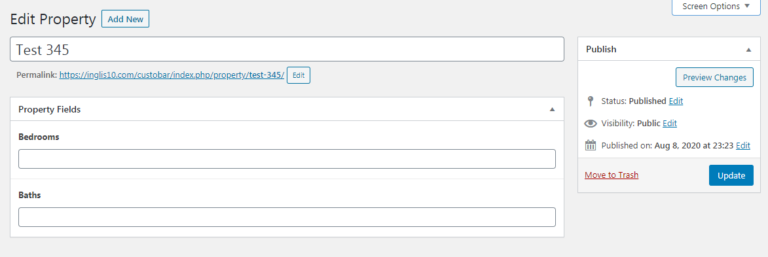 Screen Options ▼
Edit Property Add New
Test 345
Permalink: https://inglis10.com/custobar/index.php/property/test-345/ Edit
Property Fields
Bedrooms
Baths
Publish
Preview Changes
Status: Published Edit
Visibility: Public Edit
Published on: Aug 8, 2020 at 23:23 Edit
Move to Trash Update